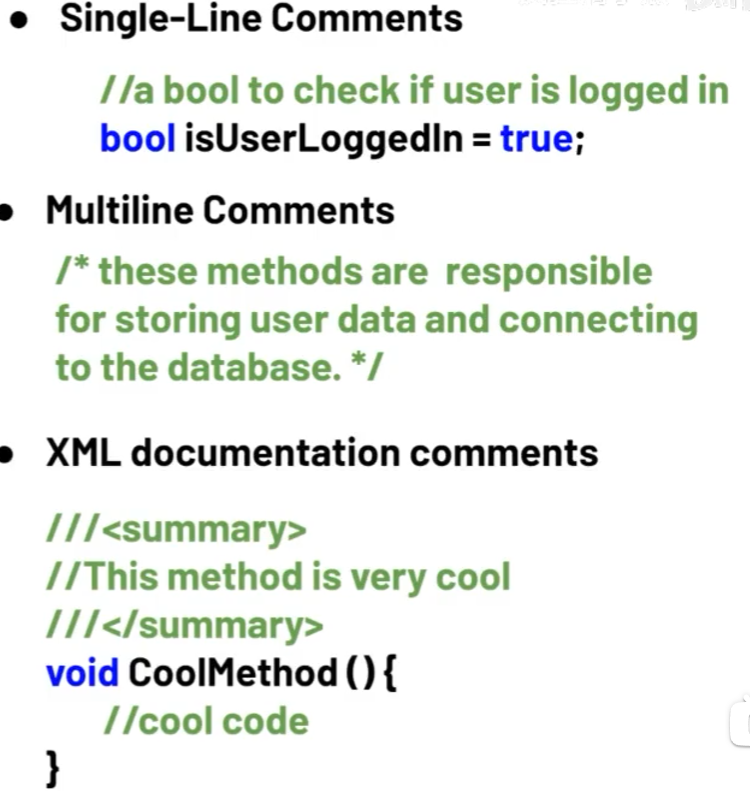 • Single-Line Comments
//a bool to check if user is logged in
bool isUserLoggedIn = true;
• Multiline Comments
/* these methods are responsible
for storing user data and connecting
to the database. */
• XML documentation comments
///<summary>
//This method is very cool
///</summary>
void CoolMethod () {
//cool code
}